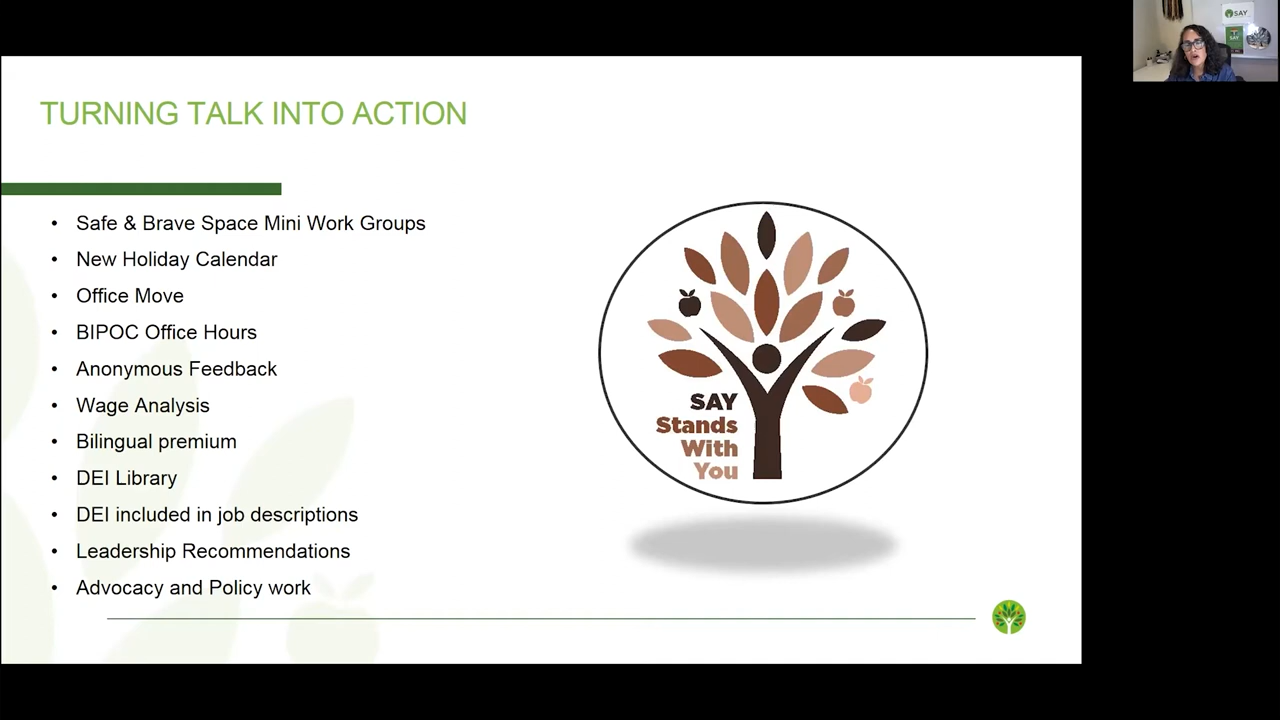 SAY
SAY
TURNING TALK INTO ACTION
• Safe & Brave Space Mini Work Groups
• New Holiday Calendar
• Office Move
• BIPOC Office Hours
• Anonymous Feedback
• Wage Analysis
• Bilingual premium
• DEI Library
• DEI included in job descriptions
• Leadership Recommendations
• Advocacy and Policy work
SAY
Stands
With
You